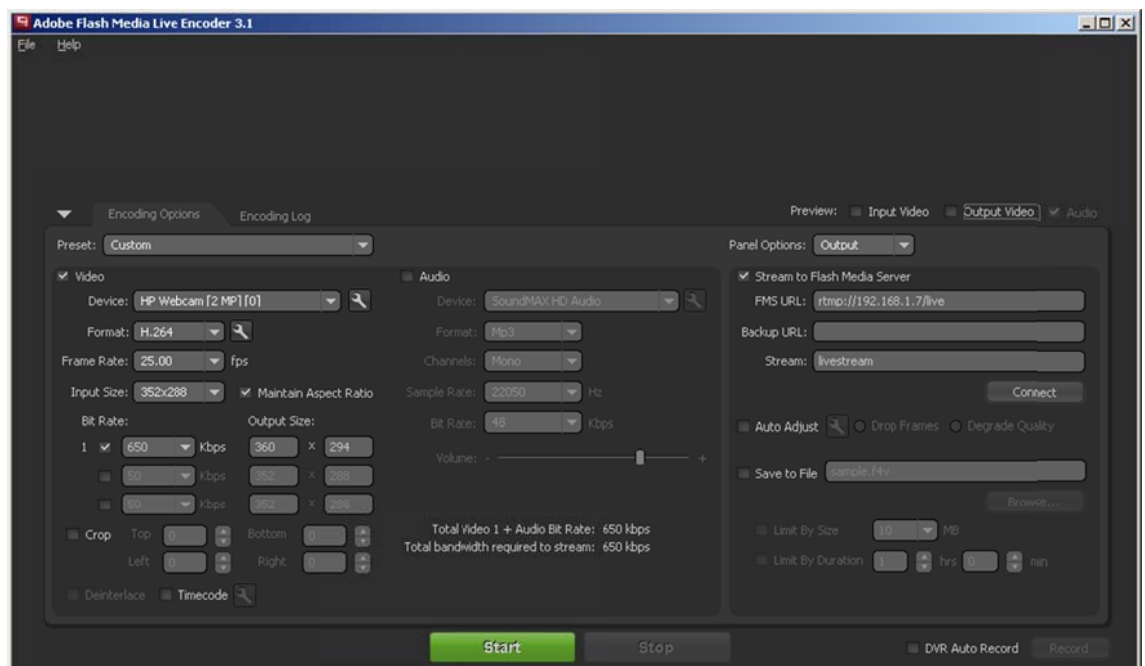 Adobe Flash Media Live Encoder 3.1
File Help
Encoding Options Encoding Log Preview: Input Video Output Video Audio
Preset: Custom Panel Options: Output
Video
Device: HP Webcam [2 MP] [0]
Format: H.264
Frame Rate: 25.00 fps
Input Size: 352x288 Maintain Aspect Ratio
Bit Rate: Output Size:
1 650 Kbps 360 x 294
50 Kbps 352 x 288
50 Kbps 352 x 288
Crop Top 0 Bottom 0
Left 0 Right 0
Deinterlace Timecode
Audio
Device: SoundMAX HD Audio
Format: Mp3
Channels: Mono
Sample Rate: 22050 Hz
Bit Rate: 48 Kbps
Volume: - +
Total Video 1 + Audio Bit Rate: 650 kbps
Total bandwidth required to stream: 650 kbps
Stream to Flash Media Server
FMS URL: rtmp://192.168.1.7/live
Backup URL:
Stream: livestream
Connect
Auto Adjust Drop Frames Degrade Quality
Save to File sample.f4v
Browse...
Limit By Size 10 MB
Limit By Duration 1 hrs 0 min
Start Stop DVR Auto Record Record